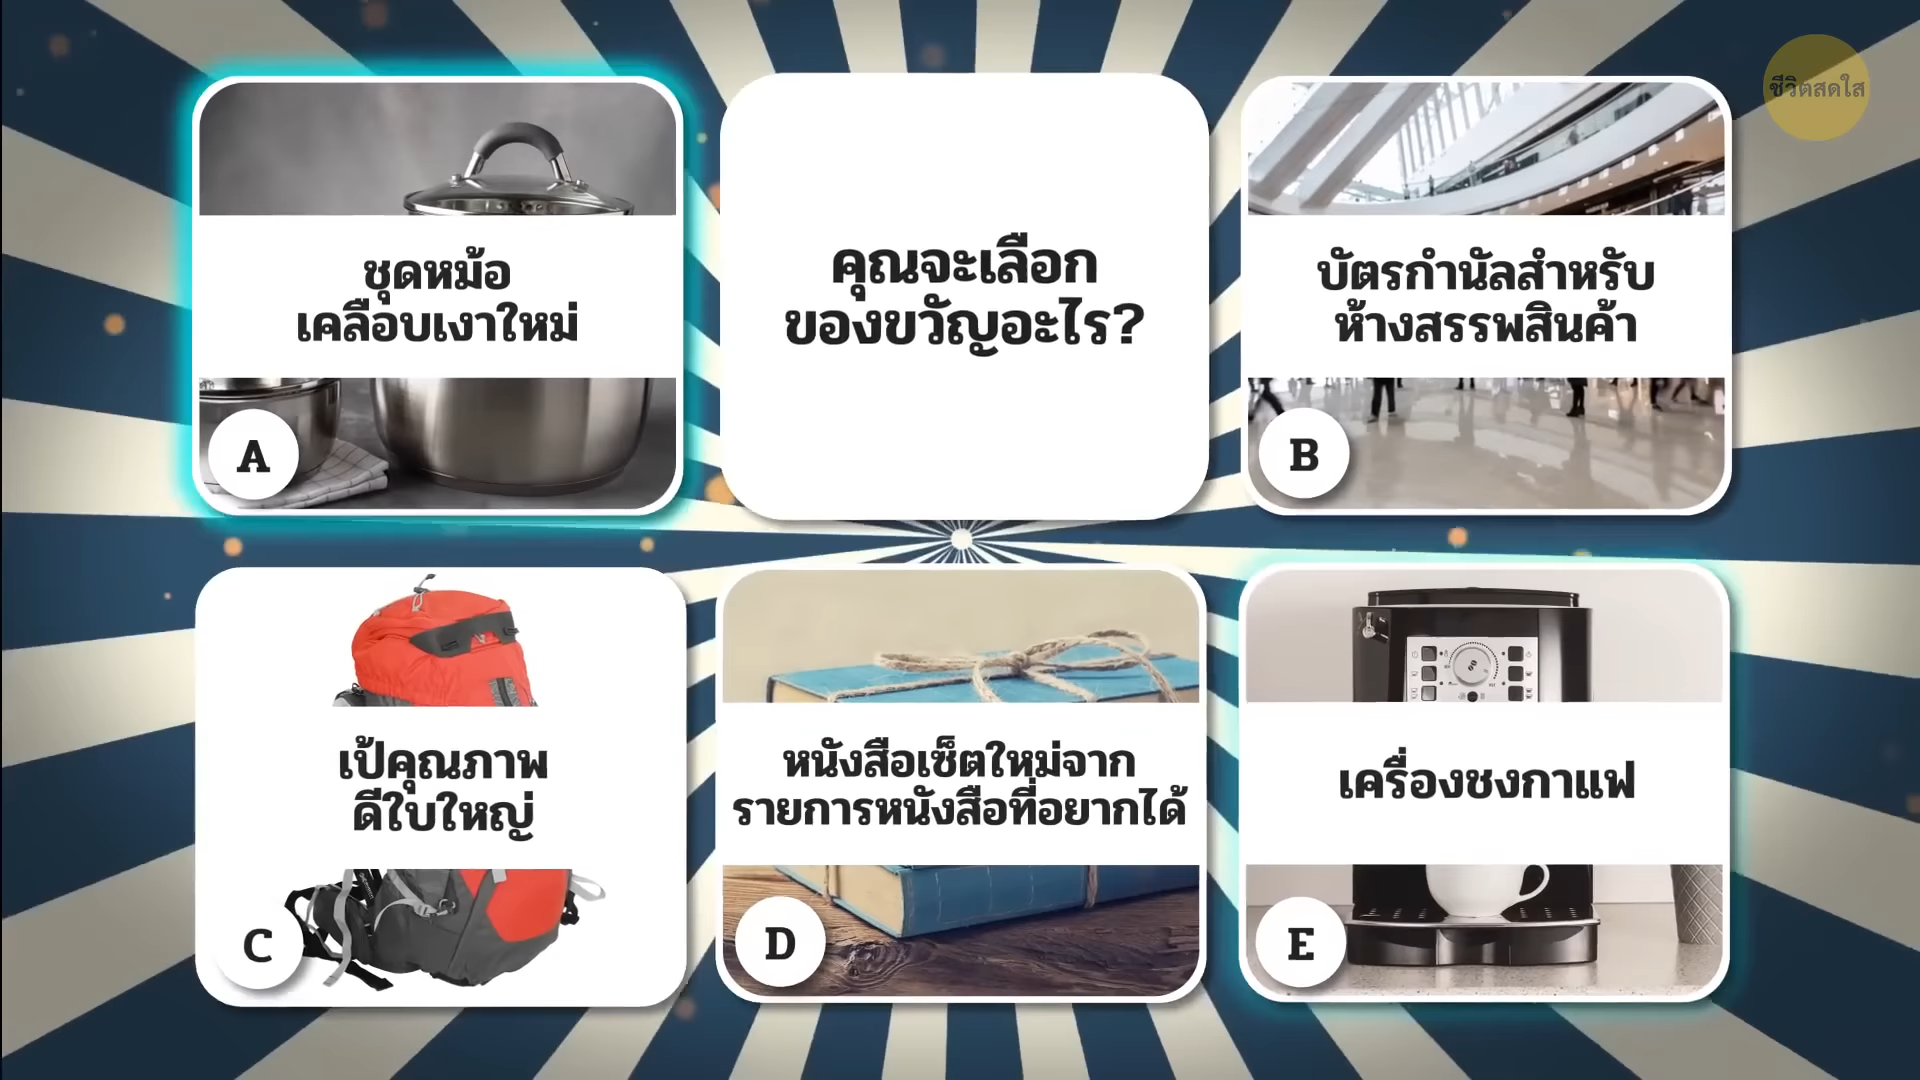 ชุดหม้อ
เคลือบเงาใหม่
A
คุณจะเลือก
ของขวัญอะไร?
บัตรกำนัลสำหรับ
ห้างสรรพสินค้า
B
ชีวิตสดใส
เป้คุณภาพ
ดีใบใหญ่
C
หนังสือเซ็ตใหม่จาก
รายการหนังสือที่อยากได้
D
เครื่องชงกาแฟ
E